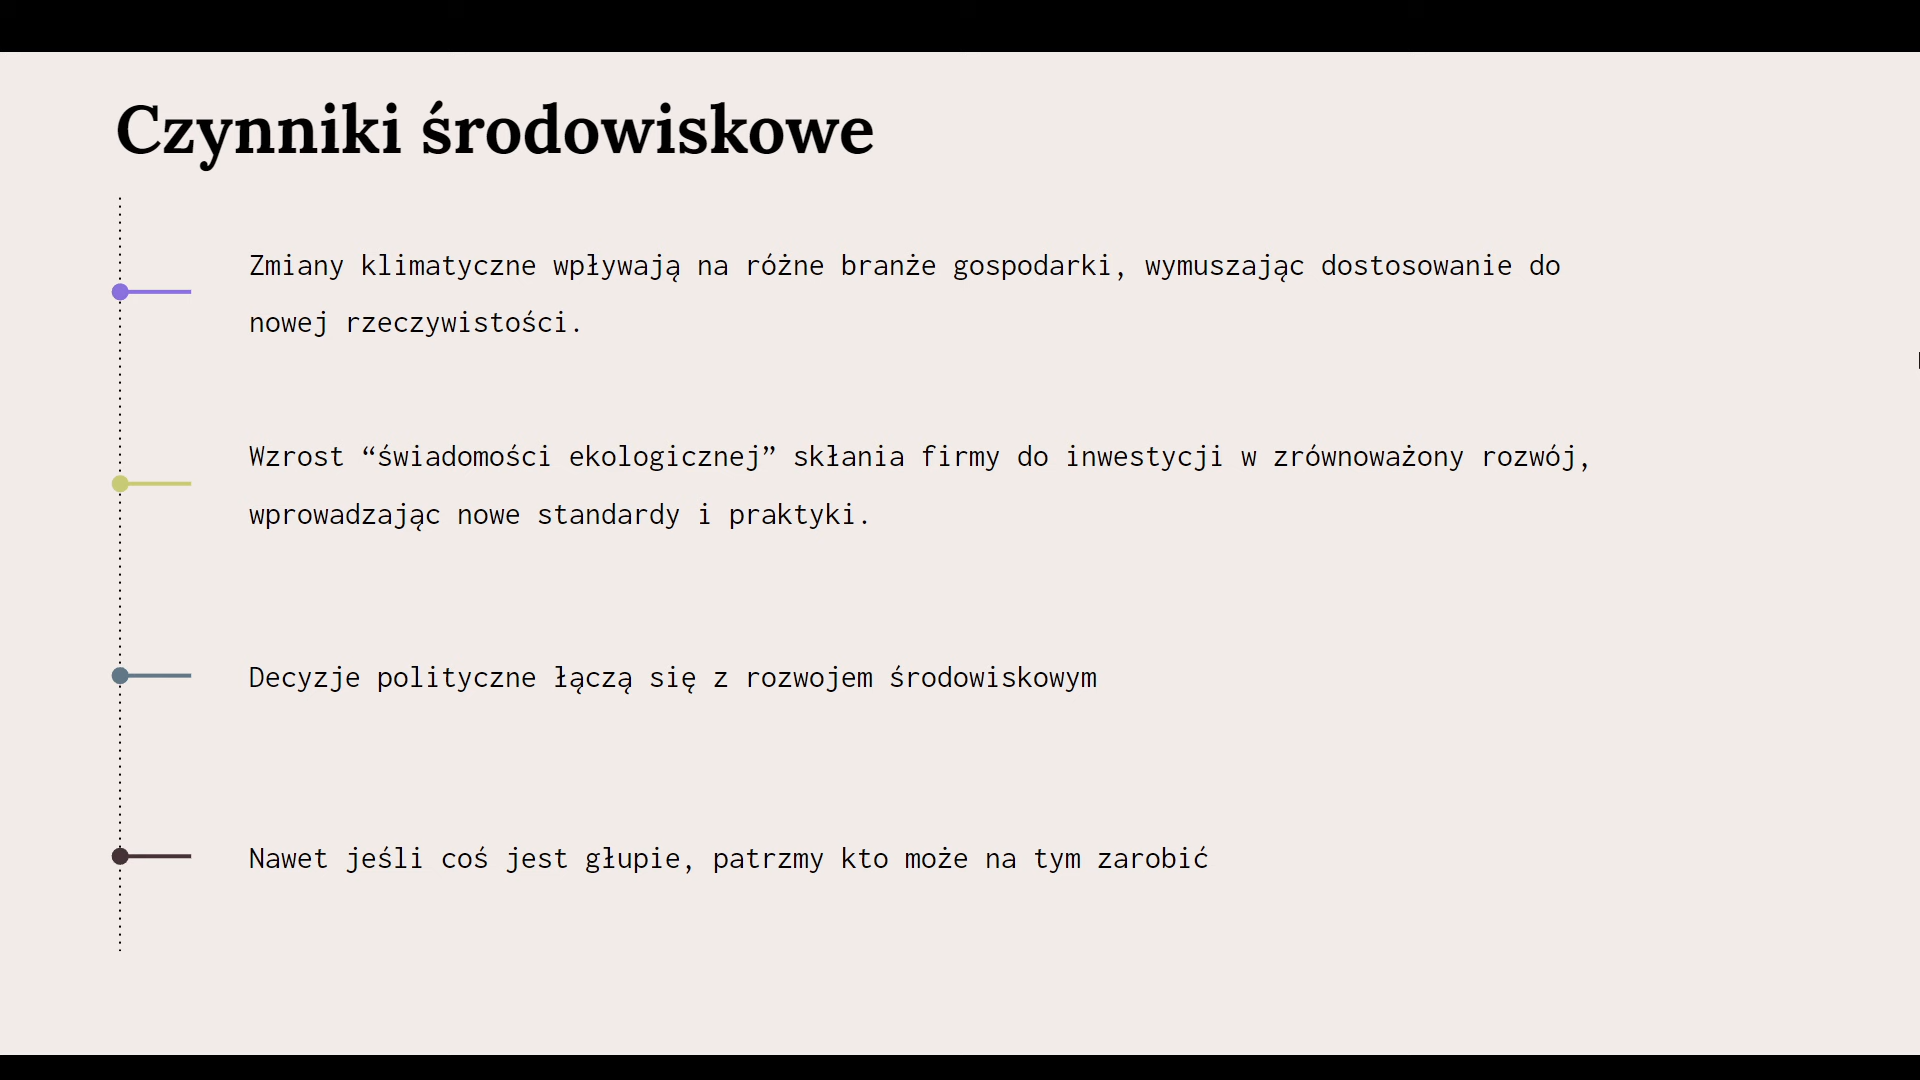 Czynniki środowiskowe
Zmiany klimatyczne wpływają na różne branże gospodarki, wymuszając dostosowanie do
nowej rzeczywistości.
Wzrost “świadomości ekologicznej” skłania firmy do inwestycji w zrównoważony rozwój,
wprowadzając nowe standardy i praktyki.
Decyzje polityczne łączą się z rozwojem środowiskowym
Nawet jeśli coś jest głupie, patrzmy kto może na tym zarobić